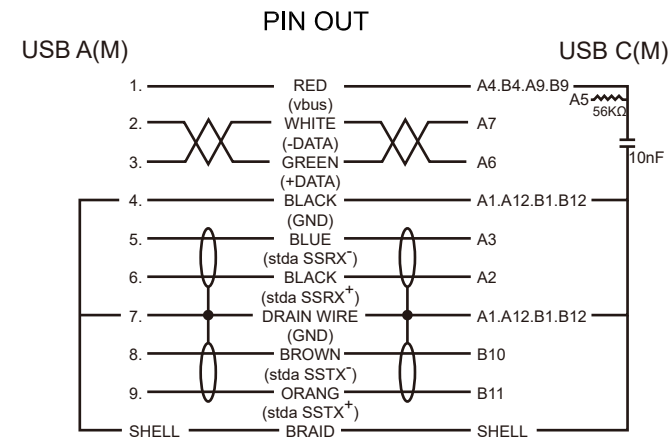 PIN OUT
USB A(M) USB C(M)
1. RED A4.B4.A9.B9
(vbus) A5 56KΩ
2. WHITE A7
(-DATA) 10nF
3. GREEN A6
(+DATA)
4. BLACK A1.A12.B1.B12
(GND)
5. BLUE A3
(stda SSRX-)
6. BLACK A2
(stda SSRX+)
7. DRAIN WIRE A1.A12.B1.B12
(GND)
8. BROWN B10
(stda SSTX-)
9. ORANG B11
(stda SSTX+)
SHELL BRAID SHELL